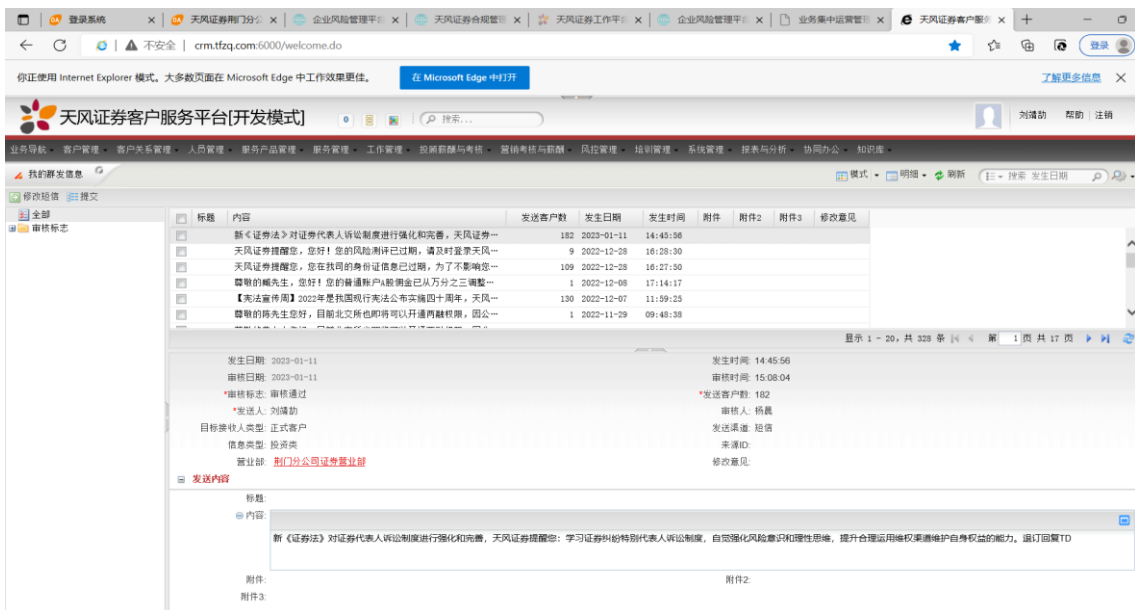 登录系统 天风证券荆门分公 企业风险管理平台 天风证券合规管理 天风证券工作平台 企业风险管理平台 业务集中运营管理 天风证券客户服务
不安全 crm.tfzq.com:6000/welcome.do 登录
你正使用 Internet Explorer 模式。大多数页面在 Microsoft Edge 中工作效果更佳。 在 Microsoft Edge 中打开 了解更多信息
天风证券客户服务平台[开发模式] 搜索... 刘靖韵 帮助 注销
业务导航 客户管理 客户关系管理 人员管理 服务产品管理 服务管理 工作管理 投顾薪酬与考核 营销考核与薪酬 风控管理 培训管理 系统管理 报表与分析 协同办公 知识库
我的群发信息 模式 明细 刷新 搜索 发生日期
修改短信 提交
全部
审核标志
标题 内容 发送客户数 发生日期 发生时间 附件 附件2 附件3 修改意见
新《证券法》对证券代表人诉讼制度进行强化和完善，天风证券… 182 2023-01-11 14:45:56
天风证券提醒您，您好！您的风险测评已过期，请及时登录天风… 9 2022-12-28 16:28:30
天风证券提醒您，您在我司的身份证信息已过期，为了不影响您… 109 2022-12-28 16:27:50
尊敬的臧先生，您好！您的普通账户A股佣金已从万分之三调整… 1 2022-12-08 17:14:17
【宪法宣传周】2022年是我国现行宪法公布实施四十周年，天风… 130 2022-12-07 11:59:25
尊敬的陈先生您好，目前北交所也即将可以开通两融权限，因公… 1 2022-11-29 09:48:38
显示 1 - 20，共 328 条 第 1 页 共 17 页
发生日期: 2023-01-11 发生时间: 14:45:56
审核日期: 2023-01-11 审核时间: 15:08:04
*审核标志: 审核通过 *发送客户数: 182
*发送人: 刘靖韵 审核人: 杨晨
目标接收人类型: 正式客户 发送渠道: 短信
信息类型: 投资类 来源ID:
营业部: 荆门分公司证券营业部 修改意见:
发送内容
标题:
内容:
新《证券法》对证券代表人诉讼制度进行强化和完善，天风证券提醒您：学习证券纠纷特别代表人诉讼制度，自觉强化风险意识和理性思维，提升合理运用维权渠道维护自身权益的能力。退订回复TD
附件: 附件2:
附件3: